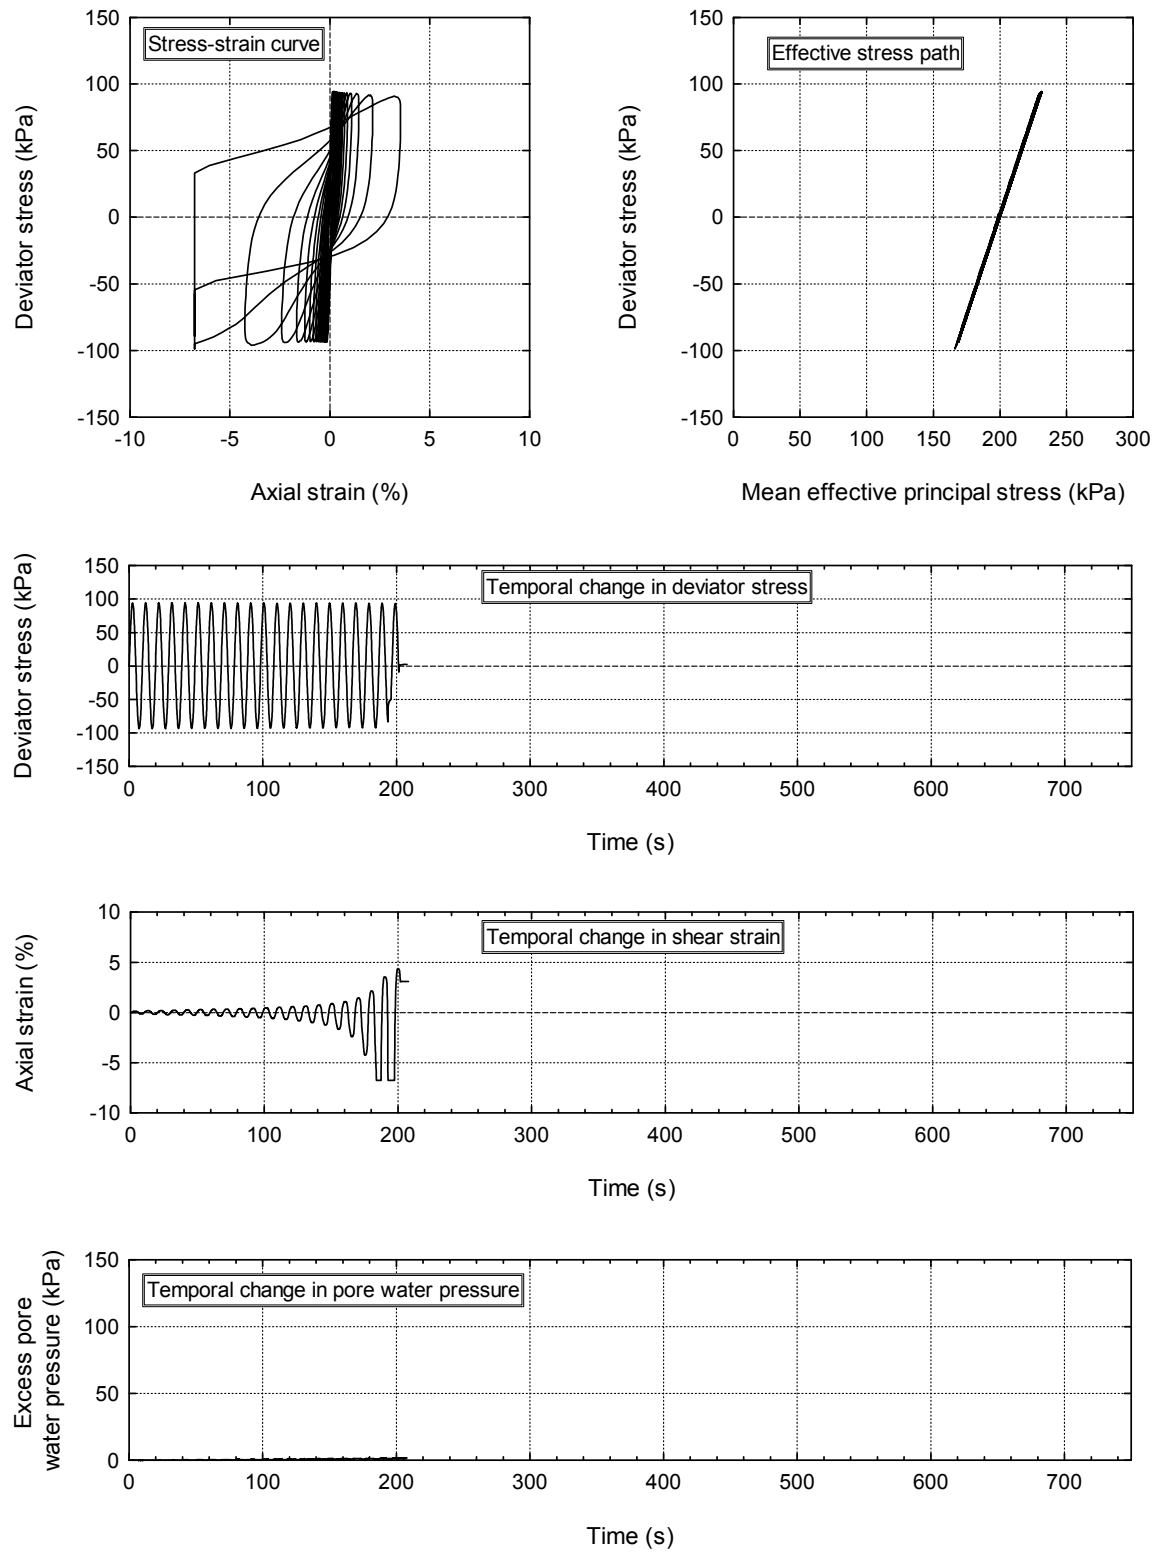 Stress-strain curve
150
100
50
0
-50
-100
-150
Deviator stress (kPa)
-10 -5 0 5 10
Axial strain (%)
Effective stress path
150
100
50
0
-50
-100
-150
Deviator stress (kPa)
0 50 100 150 200 250 300
Mean effective principal stress (kPa)
Temporal change in deviator stress
150
100
50
0
-50
-100
-150
Deviator stress (kPa)
0 100 200 300 400 500 600 700
Time (s)
Temporal change in shear strain
10
5
0
-5
-10
Axial strain (%)
0 100 200 300 400 500 600 700
Time (s)
Temporal change in pore water pressure
150
100
50
0
Excess pore
water pressure (kPa)
0 100 200 300 400 500 600 700
Time (s)